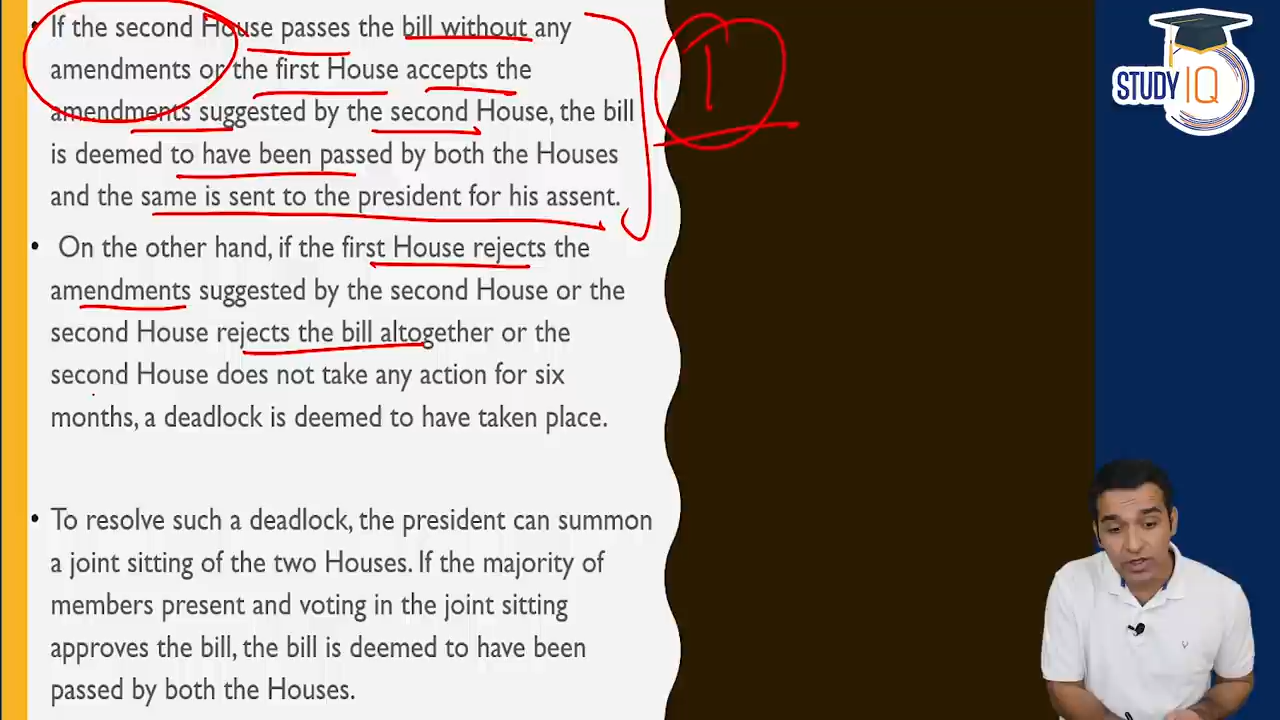 • If the second House passes the bill without any
amendments or the first House accepts the
amendments suggested by the second House, the bill
is deemed to have been passed by both the Houses
and the same is sent to the president for his assent.
• On the other hand, if the first House rejects the
amendments suggested by the second House or the
second House rejects the bill altogether or the
second House does not take any action for six
months, a deadlock is deemed to have taken place.
• To resolve such a deadlock, the president can summon
a joint sitting of the two Houses. If the majority of
members present and voting in the joint sitting
approves the bill, the bill is deemed to have been
passed by both the Houses.
1
STUDY IQ